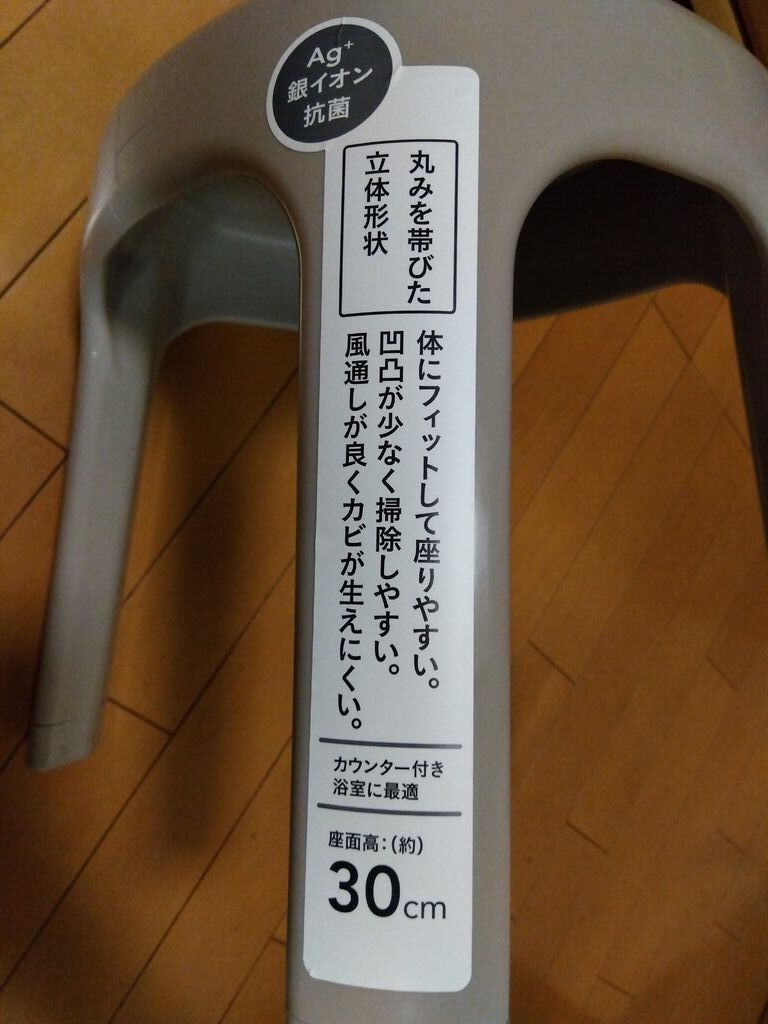 Ag+
銀イオン
抗菌
丸みを帯びた
立体形状
体にフィットして座りやすい。
凹凸が少なく掃除しやすい。
風通しが良くカビが生えにくい。
カウンター付き
浴室に最適
座面高:(約)
30cm